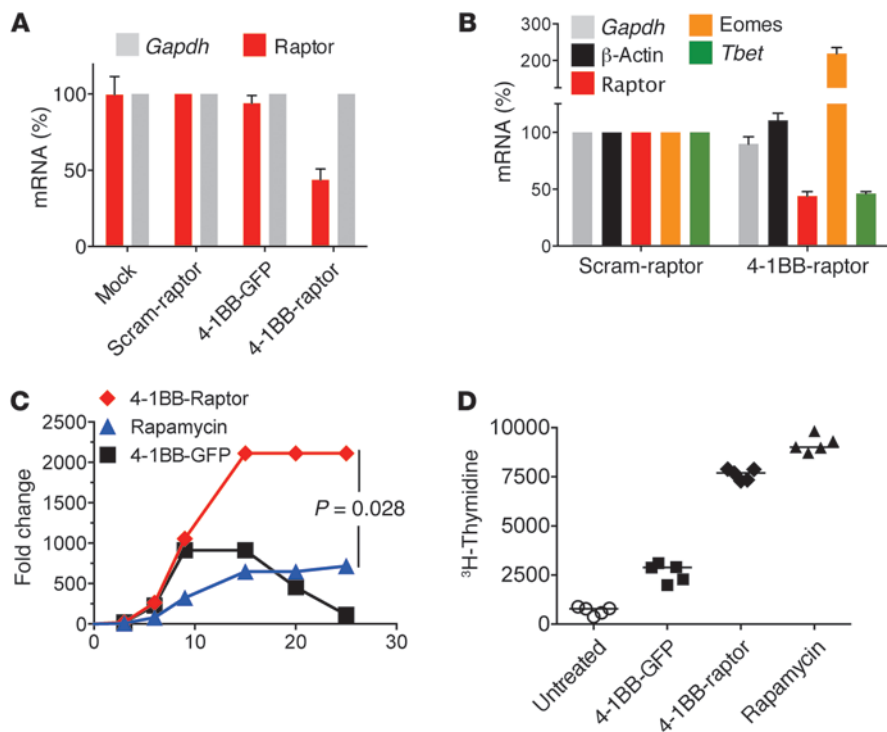 A
Gapdh
Raptor
mRNA (%)
100
50
0
Mock
Scram-raptor
4-1BB-GFP
4-1BB-raptor
B
Gapdh
β-Actin
Raptor
Eomes
Tbet
mRNA (%)
300
200
100
50
0
Scram-raptor
4-1BB-raptor
C
4-1BB-Raptor
Rapamycin
4-1BB-GFP
Fold change
2500
2000
1500
1000
500
0
0
10
20
30
P = 0.028
D
³H-Thymidine
10000
7500
5000
2500
0
Untreated
4-1BB-GFP
4-1BB-raptor
Rapamycin